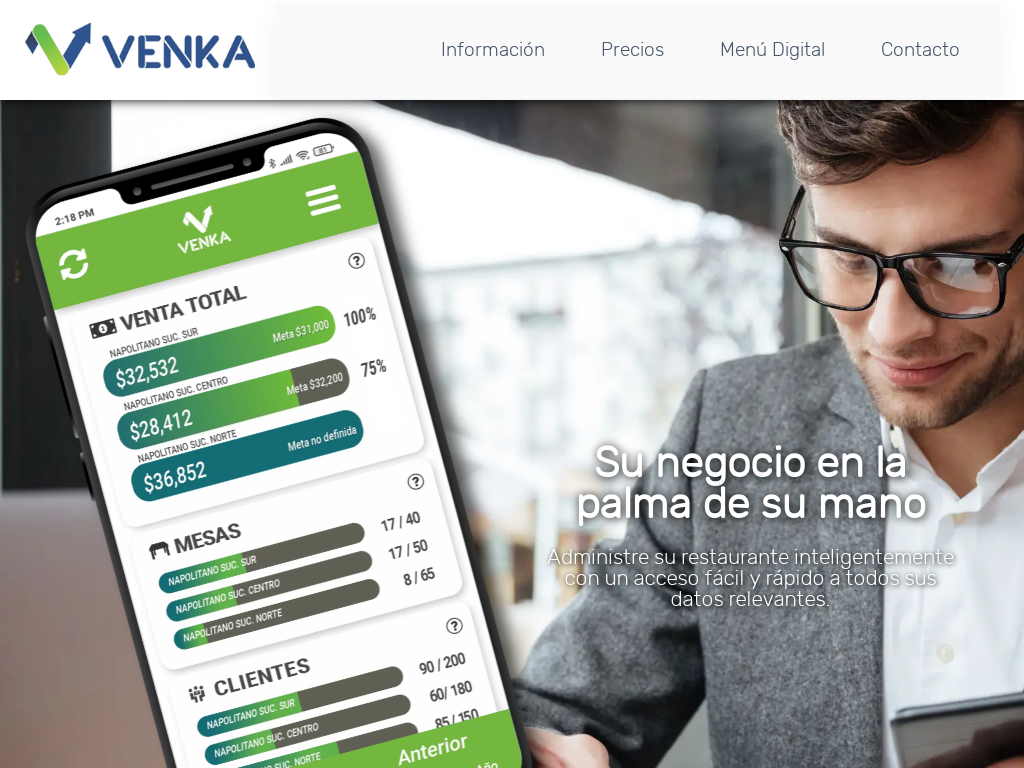 VENKA
Información
Precios
Menú Digital
Contacto
2:18 PM
81
VENKA
VENTA TOTAL
NAPOLITANO SUC. SUR
$32,532
Meta $31,000
100%
NAPOLITANO SUC. CENTRO
$28,412
Meta $32,200
75%
NAPOLITANO SUC. NORTE
$36,852
Meta no definida
MESAS
NAPOLITANO SUC. SUR
17 / 40
NAPOLITANO SUC. CENTRO
17 / 50
NAPOLITANO SUC. NORTE
8 / 65
CLIENTES
NAPOLITANO SUC. SUR
90 / 200
NAPOLITANO SUC. CENTRO
60/ 180
NAPOLITANO SUC. NORTE
85 / 150
Anterior
Año
Su negocio en la
palma de su mano
Administre su restaurante inteligentemente
con un acceso fácil y rápido a todos sus
datos relevantes.